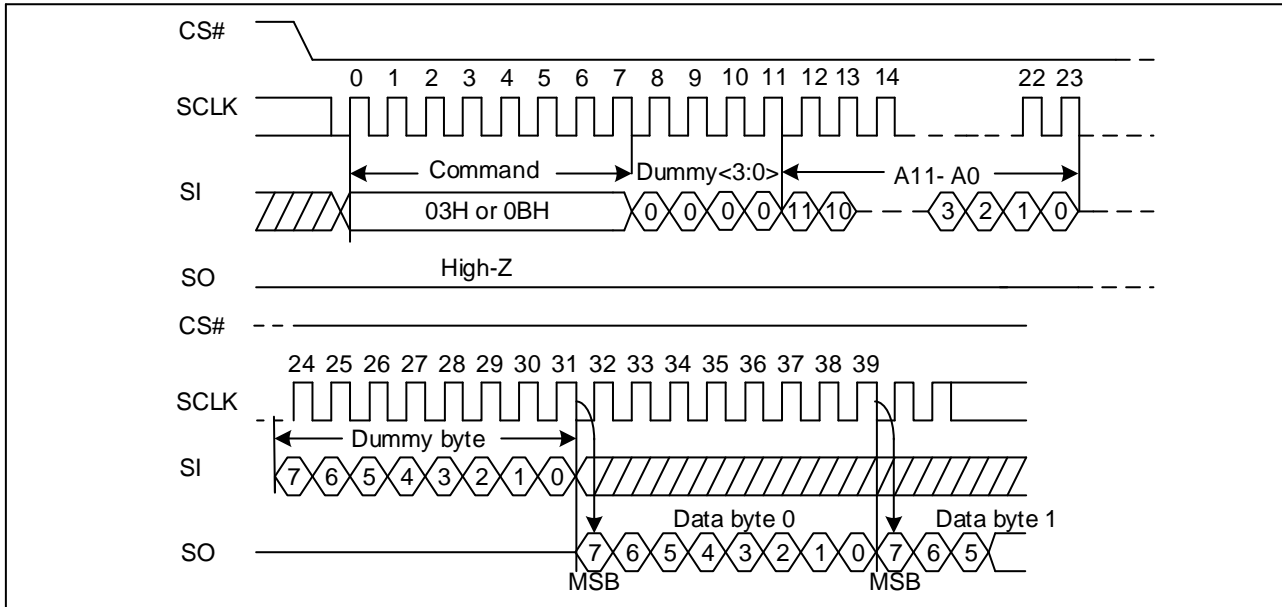 CS#
0 1 2 3 4 5 6 7 8 9 10 11 12 13 14 22 23
SCLK
Command Dummy<3:0> A11- A0
SI 03H or 0BH 0 0 0 0 11 10 3 2 1 0
High-Z
SO
CS#
24 25 26 27 28 29 30 31 32 33 34 35 36 37 38 39
SCLK
Dummy byte
SI 7 6 5 4 3 2 1 0
Data byte 0 Data byte 1
SO 7 6 5 4 3 2 1 0 7 6 5
MSB MSB